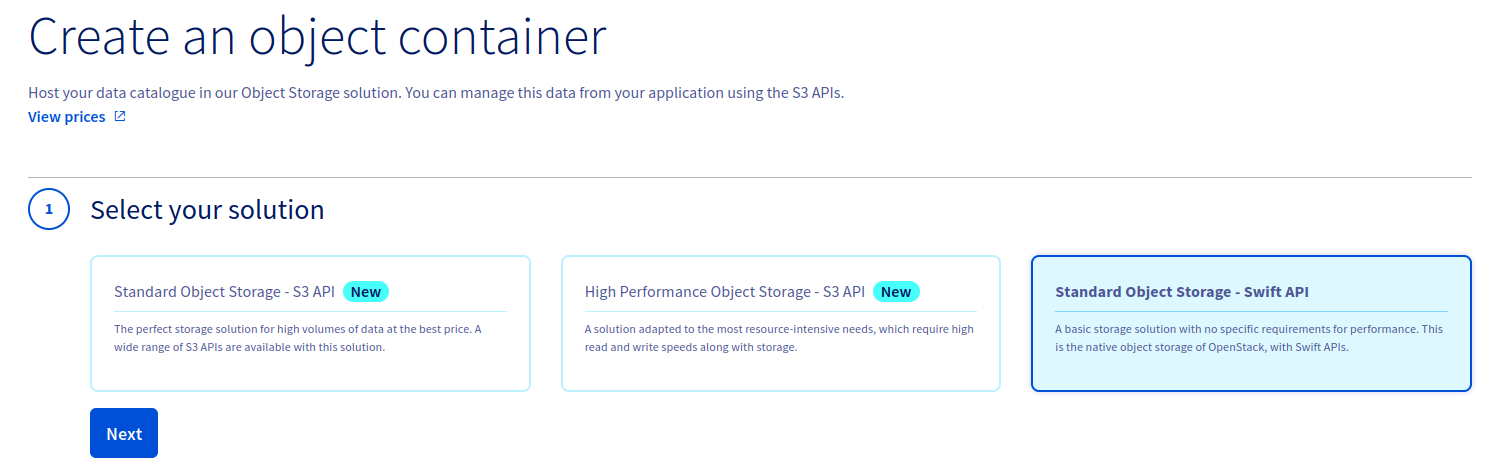 Create an object container
Host your data catalogue in our Object Storage solution. You can manage this data from your application using the S3 APIs.
View prices
1
Select your solution
Standard Object Storage - S3 API New
The perfect storage solution for high volumes of data at the best price. A
wide range of S3 APIs are available with this solution.
High Performance Object Storage - S3 API New
A solution adapted to the most resource-intensive needs, which require high
read and write speeds along with storage.
Standard Object Storage - Swift API
A basic storage solution with no specific requirements for performance. This
is the native object storage of OpenStack, with Swift APIs.
Next